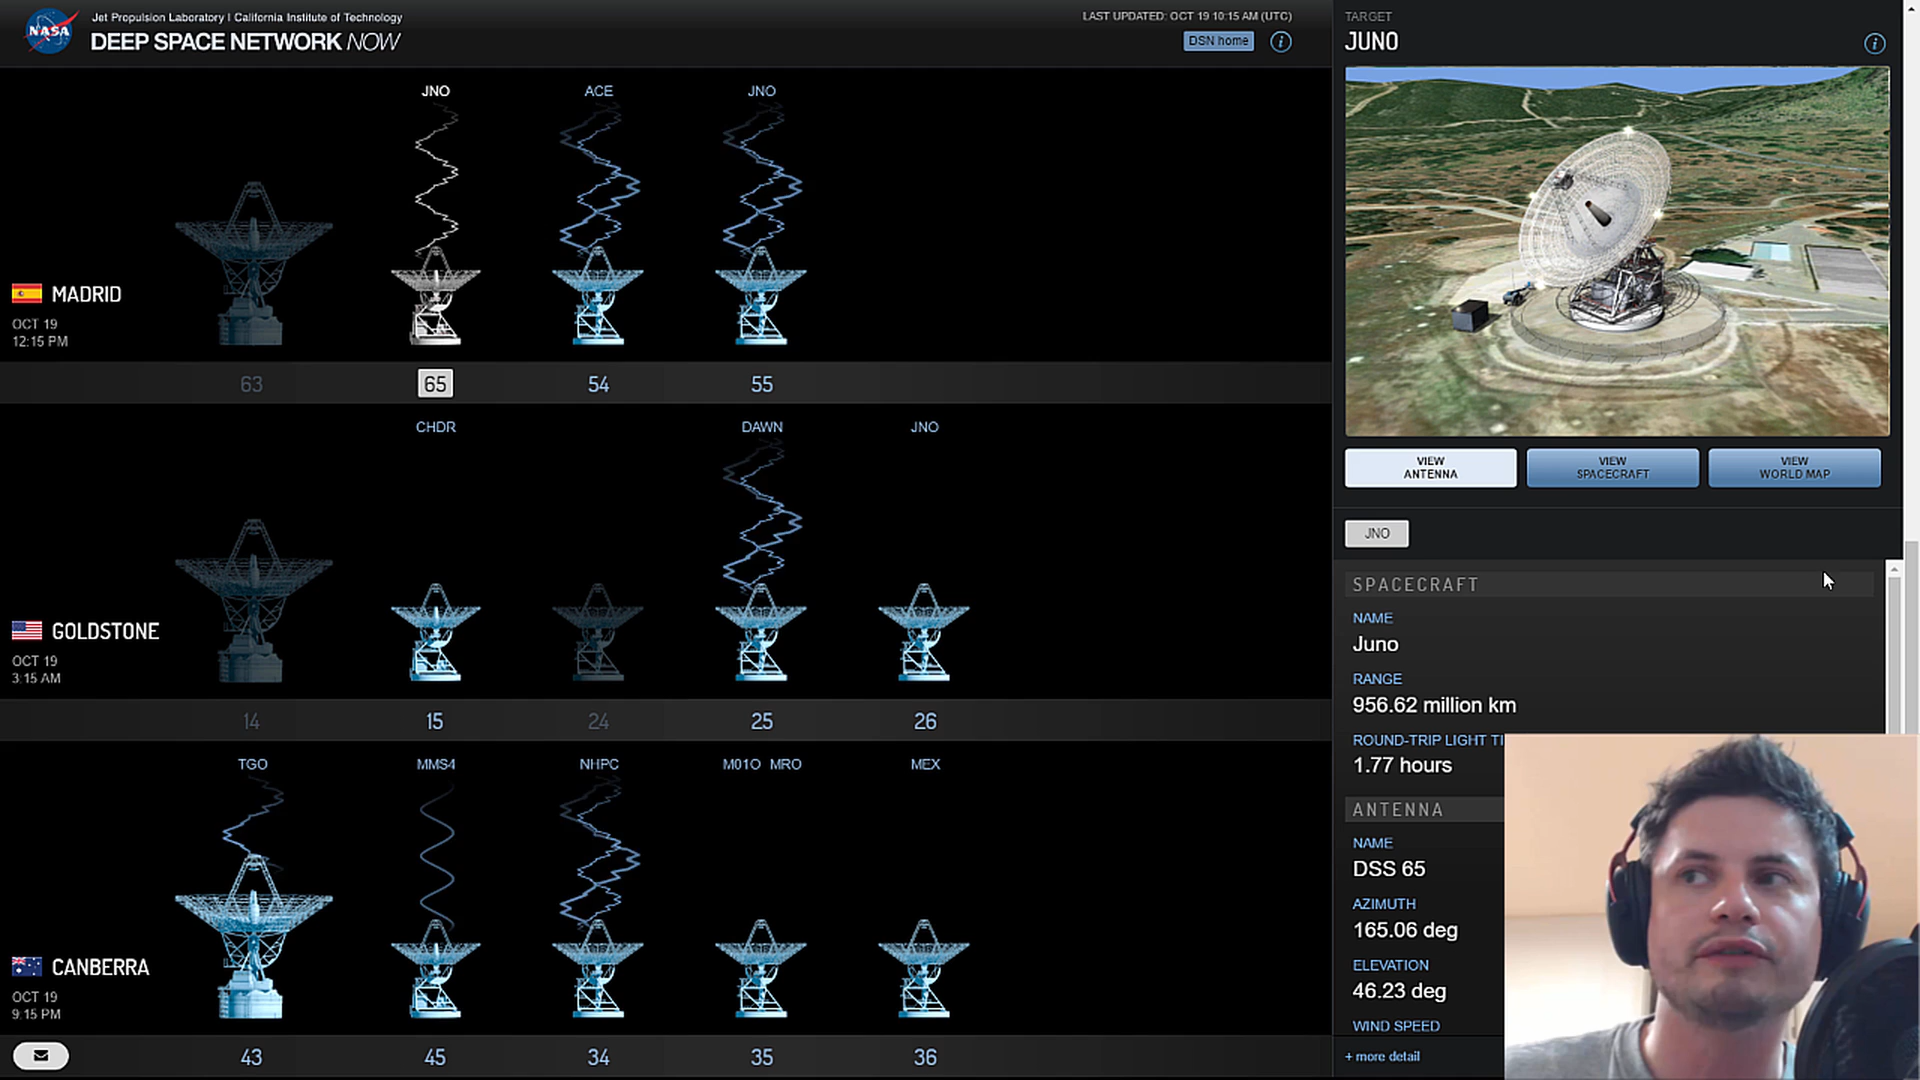 NASA
Jet Propulsion Laboratory | California Institute of Technology
DEEP SPACE NETWORK NOW
LAST UPDATED: OCT 19 10:15 AM (UTC)
DSN home
i
JNO ACE JNO
MADRID
OCT 19
12:15 PM
63 65 54 55
CHDR DAWN JNO
GOLDSTONE
OCT 19
3:15 AM
14 15 24 25 26
TGO MMS4 NHPC M01O MRO MEX
CANBERRA
OCT 19
9:15 PM
43 45 34 35 36
TARGET
JUNO
i
VIEW
ANTENNA
VIEW
SPACECRAFT
VIEW
WORLD MAP
JNO
SPACECRAFT
NAME
Juno
RANGE
956.62 million km
ROUND-TRIP LIGHT TI
1.77 hours
ANTENNA
NAME
DSS 65
AZIMUTH
165.06 deg
ELEVATION
46.23 deg
WIND SPEED
+ more detail